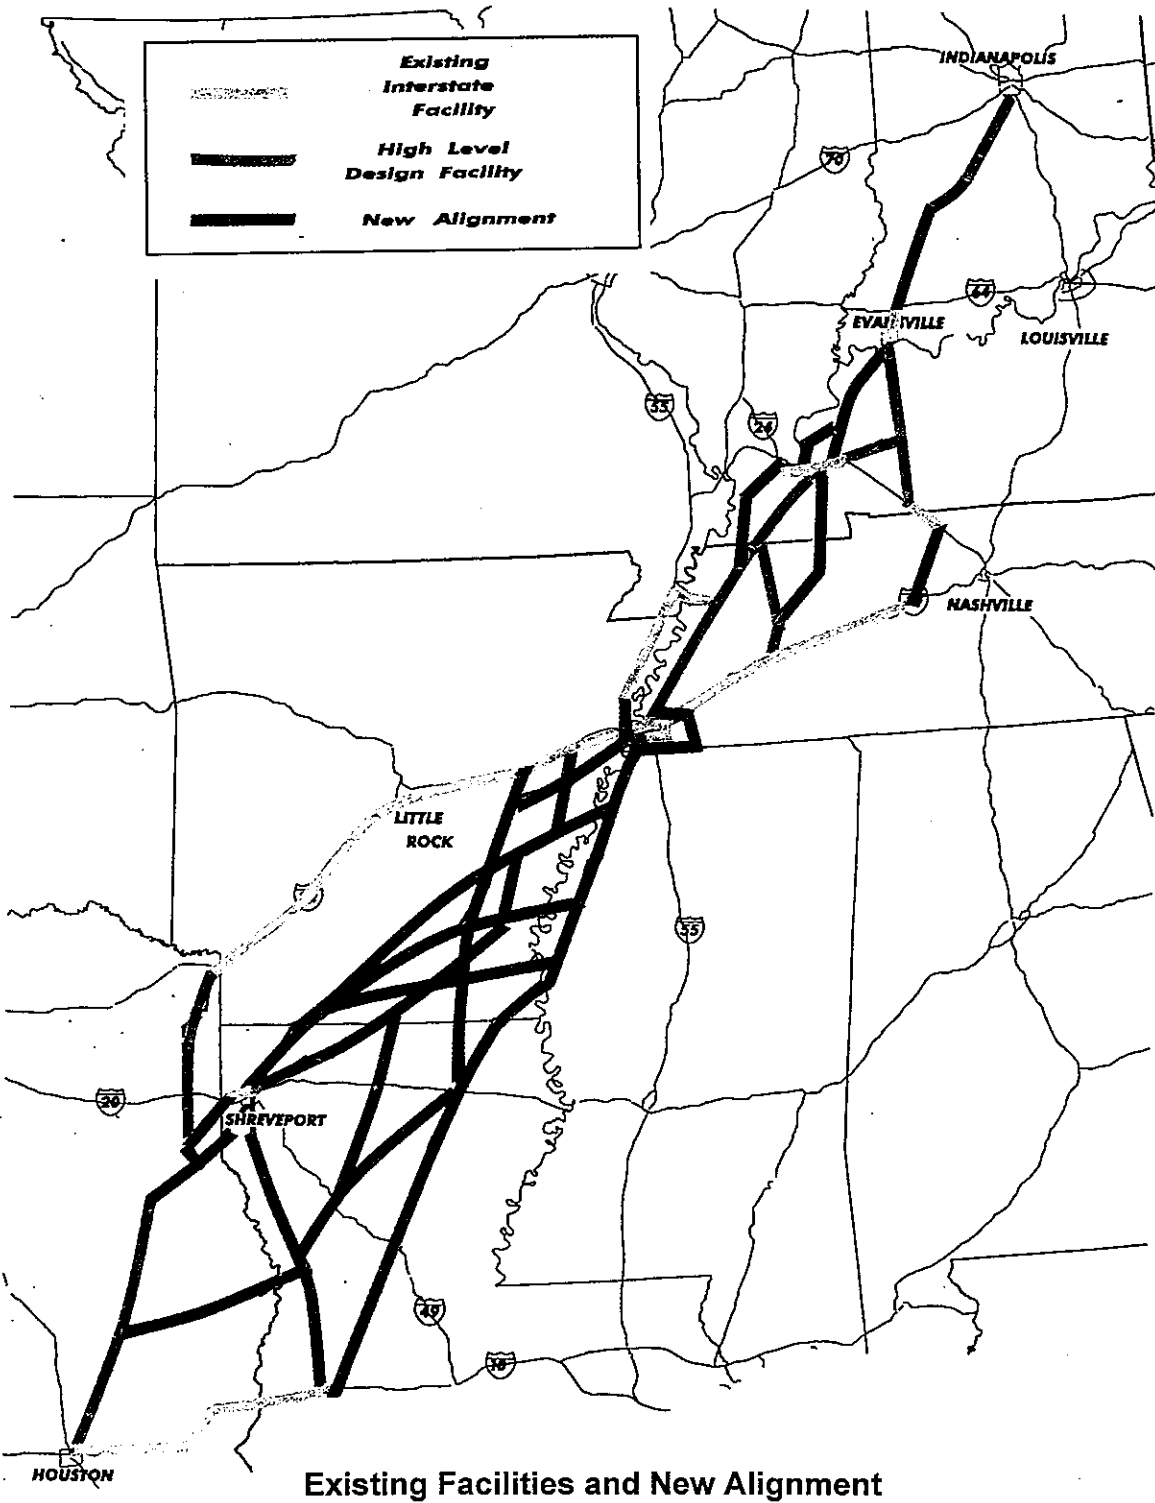 Existing
Interstate
Facility
High Level
Design Facility
New Alignment
INDIANAPOLIS
70
64
EVANSVILLE
LOUISVILLE
55
24
NASHVILLE
LITTLE
ROCK
55
20
SHREVEPORT
49
10
HOUSTON
Existing Facilities and New Alignment